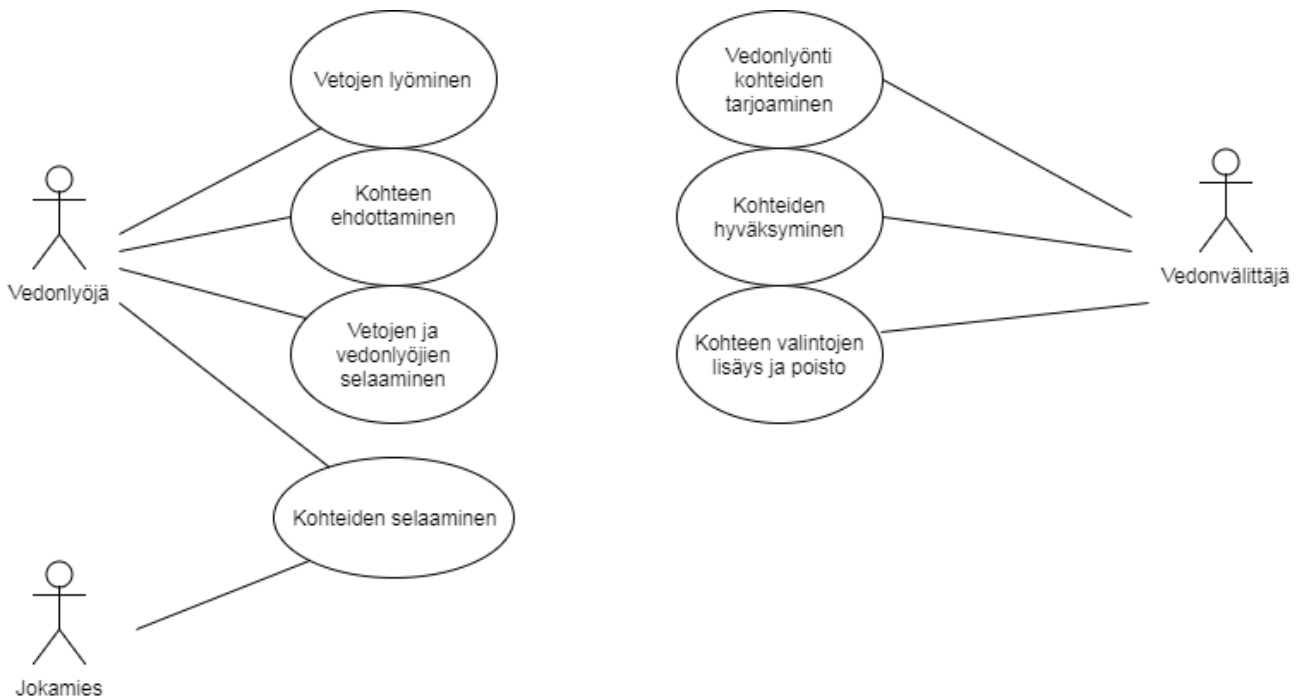 Vetojen lyöminen
Kohteen
ehdottaminen
Vedonlyöjä
Vetojen ja
vedonlyöjien
selaaminen
Kohteiden selaaminen
Jokamies
Vedonlyönti
kohteiden
tarjoaminen
Kohteiden
hyväksyminen
Vedonvälittäjä
Kohteen valintojen
lisäys ja poisto